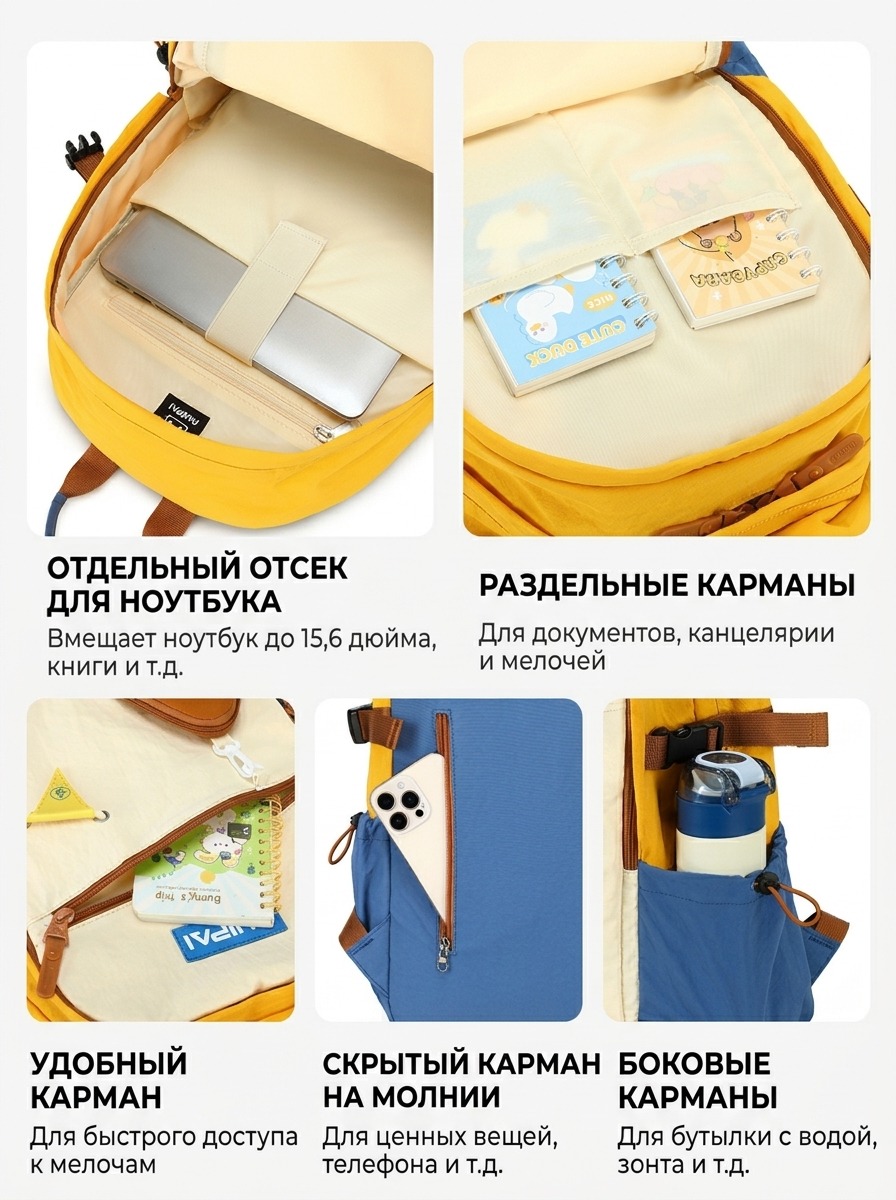 ОТДЕЛЬНЫЙ ОТСЕК
ДЛЯ НОУТБУКА
Вмещает ноутбук до 15,6 дюйма,
книги и т.д.
РАЗДЕЛЬНЫЕ КАРМАНЫ
Для документов, канцелярии
и мелочей
NICE
CUTE DUCK
УДОБНЫЙ
КАРМАН
Для быстрого доступа
к мелочам
СКРЫТЫЙ КАРМАН
НА МОЛНИИ
Для ценных вещей,
телефона и т.д.
БОКОВЫЕ
КАРМАНЫ
Для бутылки с водой,
зонта и т.д.